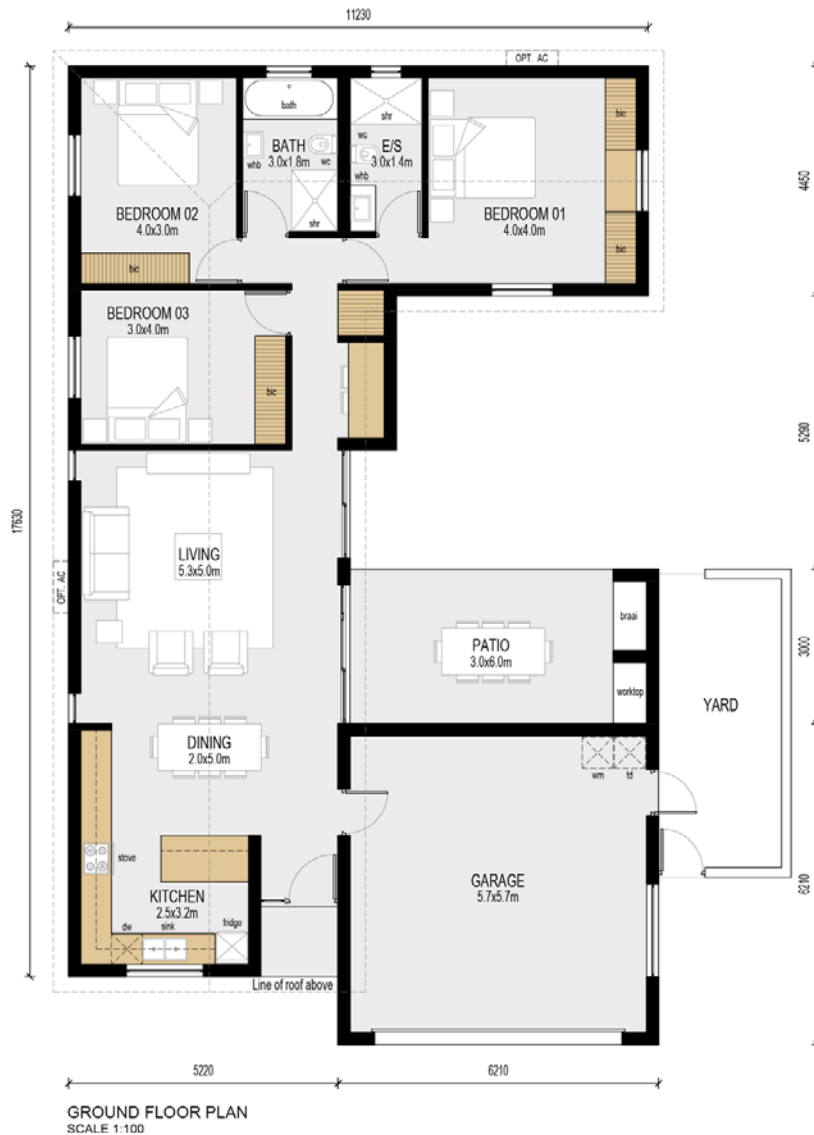 11230
OPT. AC
bath
shr
bic
BATH
3.0x1.8m
whb
wc
shr
wc
E/S
3.0x1.4m
whb
BEDROOM 02
4.0x3.0m
bic
BEDROOM 01
4.0x4.0m
bic
4450
BEDROOM 03
3.0x4.0m
bic
5290
17630
LIVING
5.3x5.0m
OPT. AC
braai
PATIO
3.0x6.0m
worktop
3000
YARD
DINING
2.0x5.0m
wm
td
stove
KITCHEN
2.5x3.2m
dw
sink
fridge
GARAGE
5.7x5.7m
6210
Line of roof above
5220
6210
GROUND FLOOR PLAN
SCALE 1:100